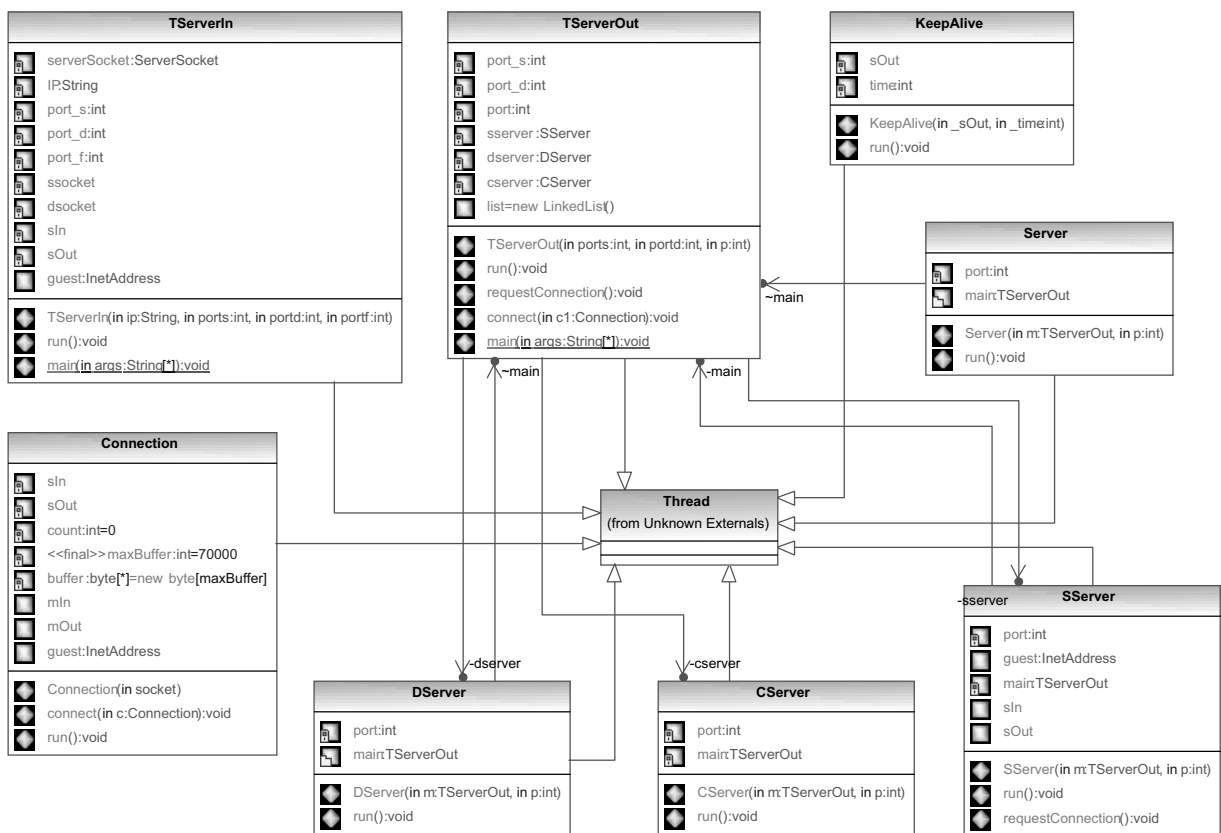 TServerIn
serverSocket:ServerSocket
IP:String
port_s:int
port_d:int
port_f:int
ssocket
dsocket
sIn
sOut
guest:InetAddress
TServerIn(in ip:String, in ports:int, in portd:int, in portf:int)
run():void
main(in args:String[*]):void
TServerOut
port_s:int
port_d:int
port:int
sserver:SServer
dserver:DServer
cserver:CServer
list=new LinkedList()
TServerOut(in ports:int, in portd:int, in p:int)
run():void
requestConnection():void
connect(in c1:Connection):void
main(in args:String[*]):void
KeepAlive
sOut
time:int
KeepAlive(in _sOut, in _time:int)
run():void
Server
port:int
main:TServerOut
Server(in m:TServerOut, in p:int)
run():void
~main
~main
-main
Connection
sIn
sOut
count:int=0
<<final>>maxBuffer:int=70000
buffer:byte[*]=new byte[maxBuffer]
mIn
mOut
guest:InetAddress
Connection(in socket)
connect(in c:Connection):void
run():void
Thread
(from Unknown Externals)
-dserver
-cserver
-sserver
DServer
port:int
main:TServerOut
DServer(in m:TServerOut, in p:int)
run():void
CServer
port:int
main:TServerOut
CServer(in m:TServerOut, in p:int)
run():void
SServer
port:int
guest:InetAddress
main:TServerOut
sIn
sOut
SServer(in m:TServerOut, in p:int)
run():void
requestConnection():void